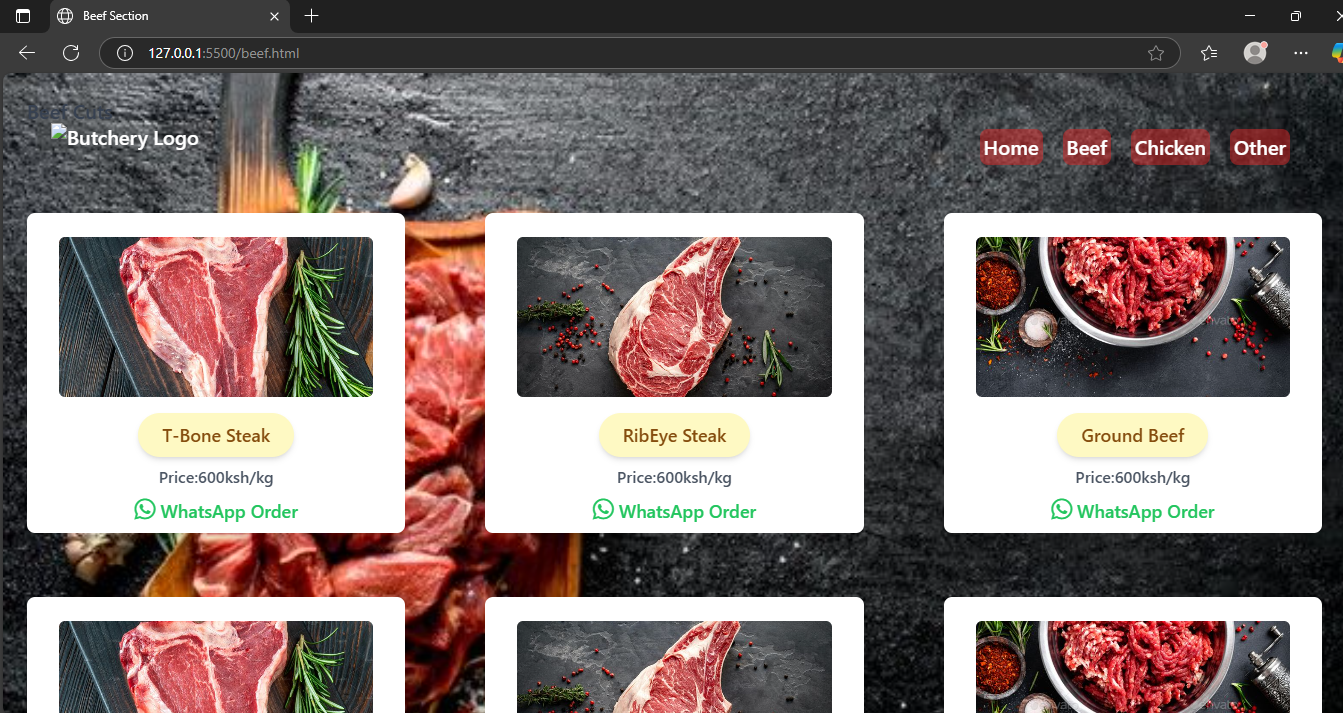 Beef Section
127.0.0.1:5500/beef.html
Butchery Logo
Home Beef Chicken Other
T-Bone Steak
Price:600ksh/kg
WhatsApp Order
RibEye Steak
Price:600ksh/kg
WhatsApp Order
Ground Beef
Price:600ksh/kg
WhatsApp Order